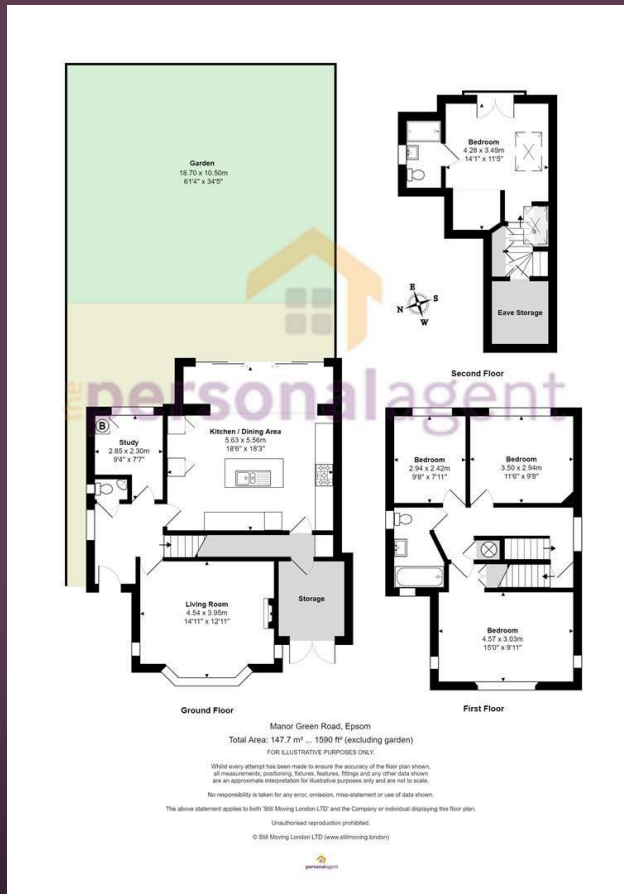 Garden
18.70 x 10.50m
61'4" x 34'5"
Bedroom
4.28 x 3.49m
14'1" x 11'5"
Eave Storage
E
N
S
W
Second Floor
the personalagent
B
Study
2.85 x 2.30m
9'4" x 7'7"
Kitchen / Dining Area
5.63 x 5.56m
18'6" x 18'3"
Living Room
4.54 x 3.95m
14'11" x 12'11"
Storage
Ground Floor
Bedroom
2.94 x 2.42m
9'8" x 7'11"
Bedroom
3.50 x 2.94m
11'6" x 9'8"
Bedroom
4.57 x 3.03m
15'0" x 9'11"
First Floor
Manor Green Road, Epsom
Total Area: 147.7 m² ... 1590 ft² (excluding garden)
FOR ILLUSTRATIVE PURPOSES ONLY.
Whilst every attempt has been made to ensure the accuracy of the floor plan shown,
all measurements, positioning, fixtures, features, fittings and any other data shown
are an approximate interpretation for illustrative purposes only and are not to scale.
No responsibility is taken for any error, omission, miss-statement or use of data shown.
The above statement applies to both 'Still Moving London LTD' and the Company or individual displaying this floor plan.
Unauthorised reproduction prohibited.
© Still Moving London LTD (www.stillmoving.london)
personalagent